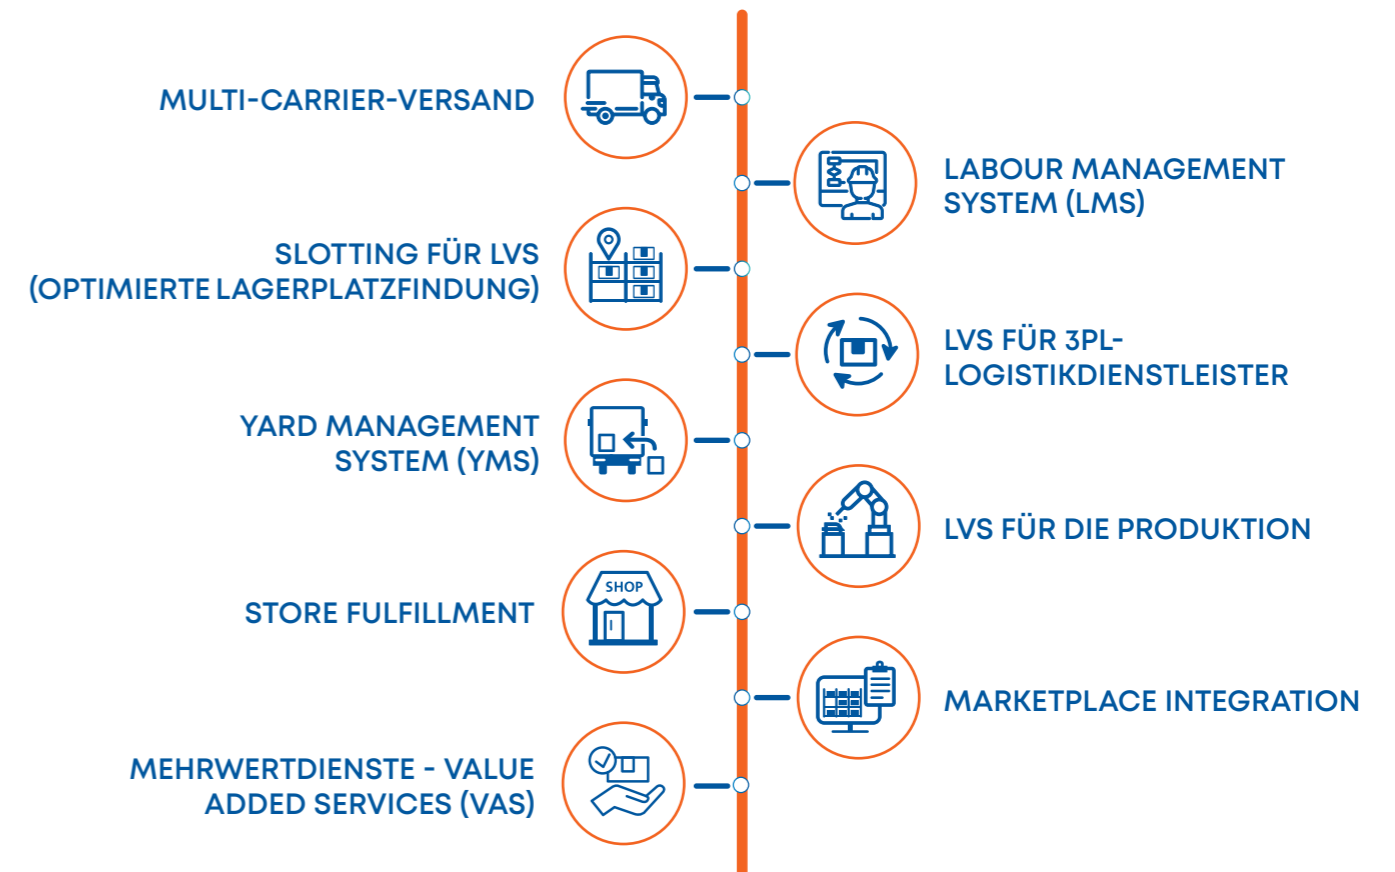 MULTI-CARRIER-VERSAND
LABOUR MANAGEMENT
SYSTEM (LMS)
SLOTTING FÜR LVS
(OPTIMIERTE LAGERPLATZFINDUNG)
LVS FÜR 3PL-
LOGISTIKDIENSTLEISTER
YARD MANAGEMENT
SYSTEM (YMS)
LVS FÜR DIE PRODUKTION
SHOP
STORE FULFILLMENT
MARKETPLACE INTEGRATION
MEHRWERTDIENSTE - VALUE
ADDED SERVICES (VAS)